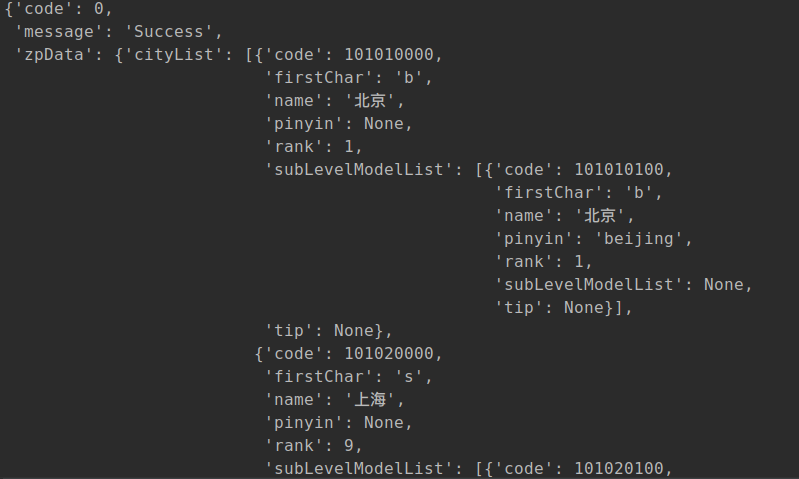 {'code': 0,
'message': 'Success',
'zpData': {'cityList': [{'code': 101010000,
'firstChar': 'b',
'name': '北京',
'pinyin': None,
'rank': 1,
'subLevelModelList': [{'code': 101010100,
'firstChar': 'b',
'name': '北京',
'pinyin': 'beijing',
'rank': 1,
'subLevelModelList': None,
'tip': None}],
'tip': None},
{'code': 101020000,
'firstChar': 's',
'name': '上海',
'pinyin': None,
'rank': 9,
'subLevelModelList': [{'code': 101020100,